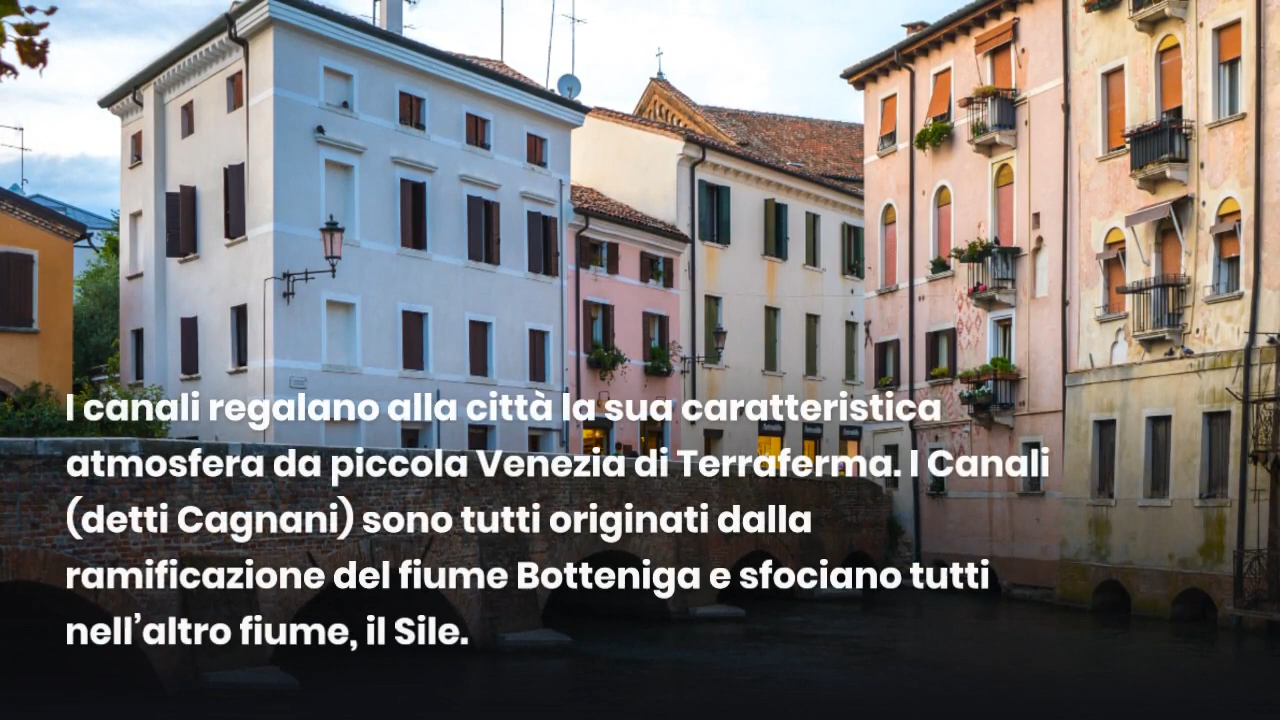 I canali regalano alla città la sua caratteristica
atmosfera da piccola Venezia di Terraferma. I Canali
(detti Cagnani) sono tutti originati dalla
ramificazione del fiume Botteniga e sfociano tutti
nell’altro fiume, il Sile.